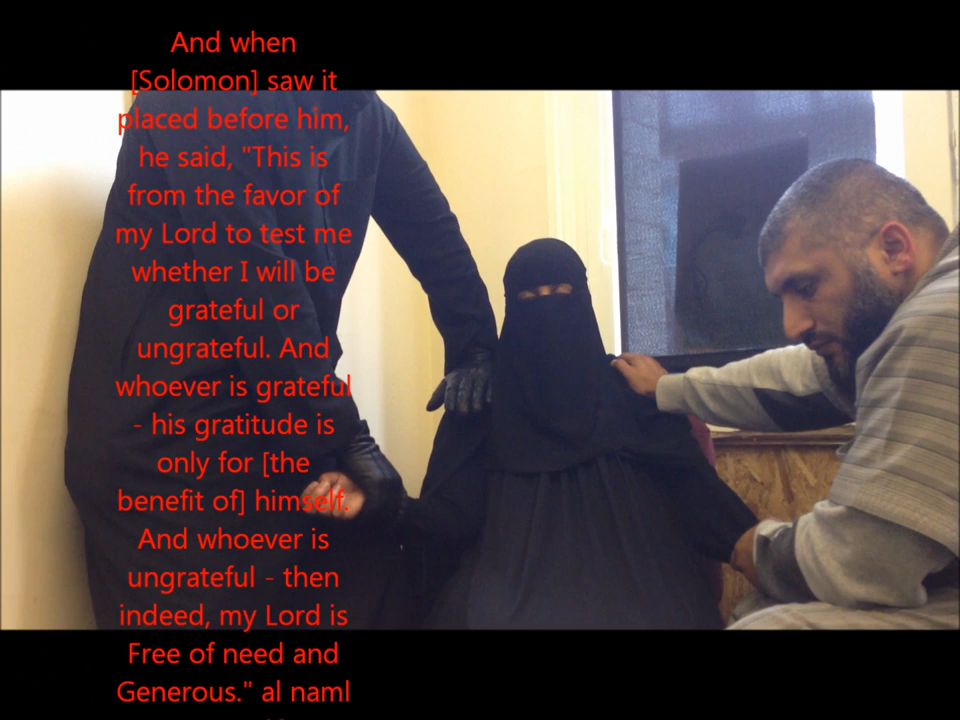 And when
[Solomon] saw it
placed before him,
he said, "This is
from the favor of
my Lord to test me
whether I will be
grateful or
ungrateful. And
whoever is grateful
- his gratitude is
only for [the
benefit of] himself.
And whoever is
ungrateful - then
indeed, my Lord is
Free of need and
Generous." al naml